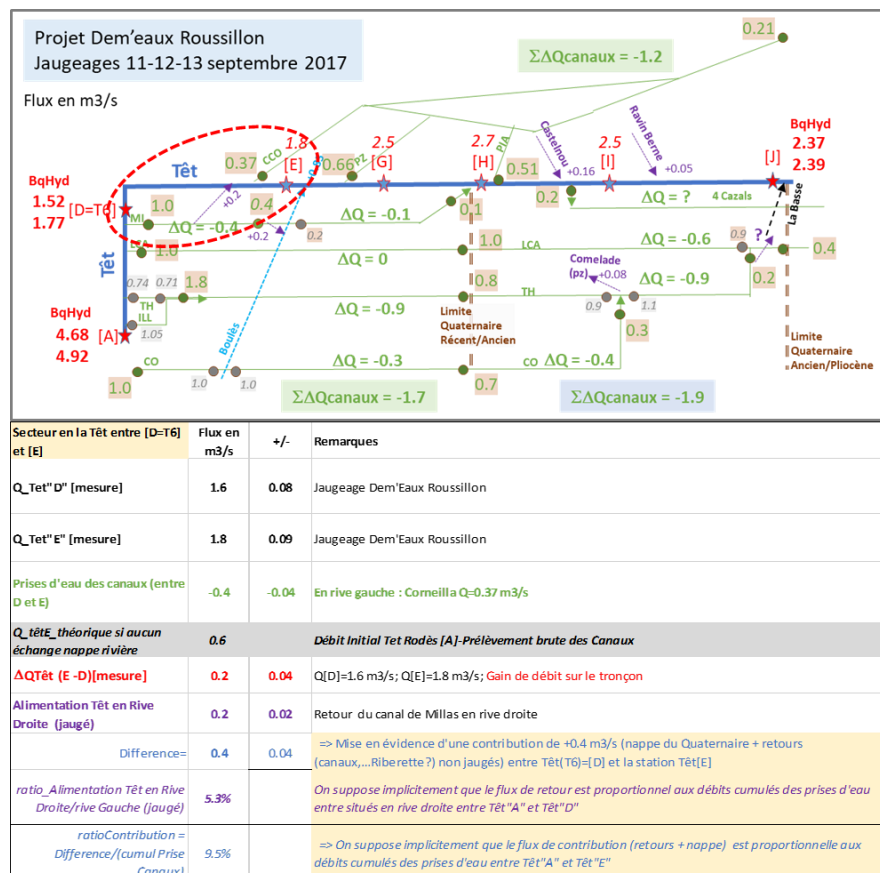 Projet Dem'eaux Roussillon
Jaugeages 11-12-13 septembre 2017
Flux en m3/s
ΣΔQcanaux = -1.2
0.21
BqHyd
2.37
2.39
[J]
1.8
[E]
2.5
[G]
2.7
[H]
2.5
[I]
Têt
0.37
CCO
0.66
PZ
PIA
0.51
Castelnou
+0.16
Ravin Berne
+0.05
BqHyd
1.52
1.77
[D=T6]
MI
1.0
+0.2
ΔQ = -0.4
0.4
+0.2
0.2
ΔQ = -0.1
0.1
0.2
ΔQ = ?
4 Cazals
La Basse
LCA
1.0
ΔQ = 0
1.0
LCA
ΔQ = -0.6
0.9
?
0.4
Têt
0.74
0.71
1.8
TH
ILL
1.05
ΔQ = -0.9
0.8
TH
Comelade
(pz)
+0.08
0.9
1.1
ΔQ = -0.9
0.2
BqHyd
4.68
4.92
[A]
Boulès
Limite
Quaternaire
Récent/Ancien
0.3
Limite
Quaternaire
Ancien/Pliocène
CO
1.0
1.0
1.0
ΔQ = -0.3
0.7
CO
ΔQ = -0.4
ΣΔQcanaux = -1.7
ΣΔQcanaux = -1.9
Secteur en la Têt entre [D=T6] et [E]	Flux en m3/s	+/-	Remarques
Q_Tet"D" [mesure]	1.6	0.08	Jaugeage Dem'Eaux Roussillon
Q_Tet"E" [mesure]	1.8	0.09	Jaugeage Dem'Eaux Roussillon
Prises d'eau des canaux (entre D et E)	-0.4	-0.04	En rive gauche : Corneilla Q=0.37 m3/s
Q_têtE_théorique si aucun échange nappe rivière	0.6	Débit Initial Tet Rodès [A]-Prélèvement brute des Canaux
ΔQTêt (E -D)[mesure]	0.2	0.04	Q[D]=1.6 m3/s; Q[E]=1.8 m3/s; Gain de débit sur le tronçon
Alimentation Têt en Rive Droite (jaugé)	0.2	0.02	Retour du canal de Millas en rive droite
Difference=	0.4	0.04	=> Mise en évidence d'une contribution de +0.4 m3/s (nappe du Quaternaire + retours (canaux,...Riberette?) non jaugés) entre Têt(T6)=[D] et la station Têt[E]
ratio_Alimentation Têt en Rive Droite/rive Gauche (jaugé)	5.3%	On suppose implicitement que le flux de retour est proportionnel aux débits cumulés des prises d'eau entre situés en rive droite entre Têt"A" et Têt"D"
ratioContribution = Difference/(cumul Prise Canaux)	9.5%	=> On suppose implicitement que le flux de contribution (retours + nappe) est proportionnelle aux débits cumulés des prises d'eau entre Têt"A" et Têt"E"